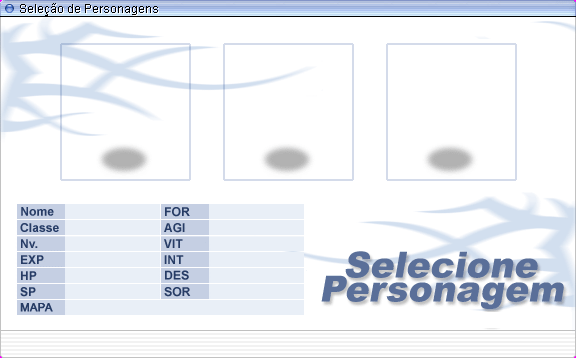 Seleção de Personagens
Nome FOR
Classe AGI
Nv. VIT
EXP INT
HP DES
SP SOR
MAPA
Selecione
Personagem